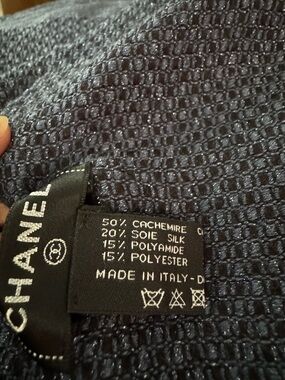 CHANEL
50% CACHEMIRE
20% SOIE SILK
15% POLYAMIDE
15% POLYESTER
MADE IN ITALY-D